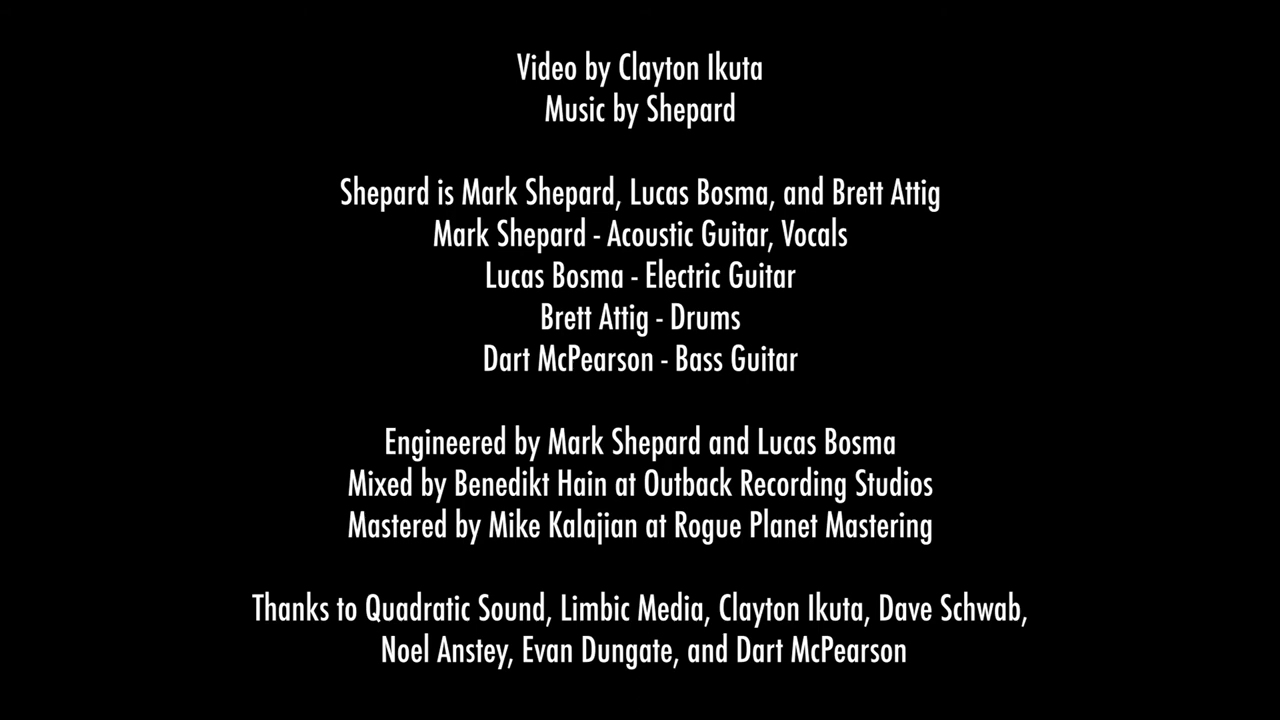 Video by Clayton Ikuta
Music by Shepard
Shepard is Mark Shepard, Lucas Bosma, and Brett Attig
Mark Shepard - Acoustic Guitar, Vocals
Lucas Bosma - Electric Guitar
Brett Attig - Drums
Dart McPearson - Bass Guitar
Engineered by Mark Shepard and Lucas Bosma
Mixed by Benedikt Hain at Outback Recording Studios
Mastered by Mike Kalajian at Rogue Planet Mastering
Thanks to Quadratic Sound, Limbic Media, Clayton Ikuta, Dave Schwab,
Noel Anstey, Evan Dungate, and Dart McPearson